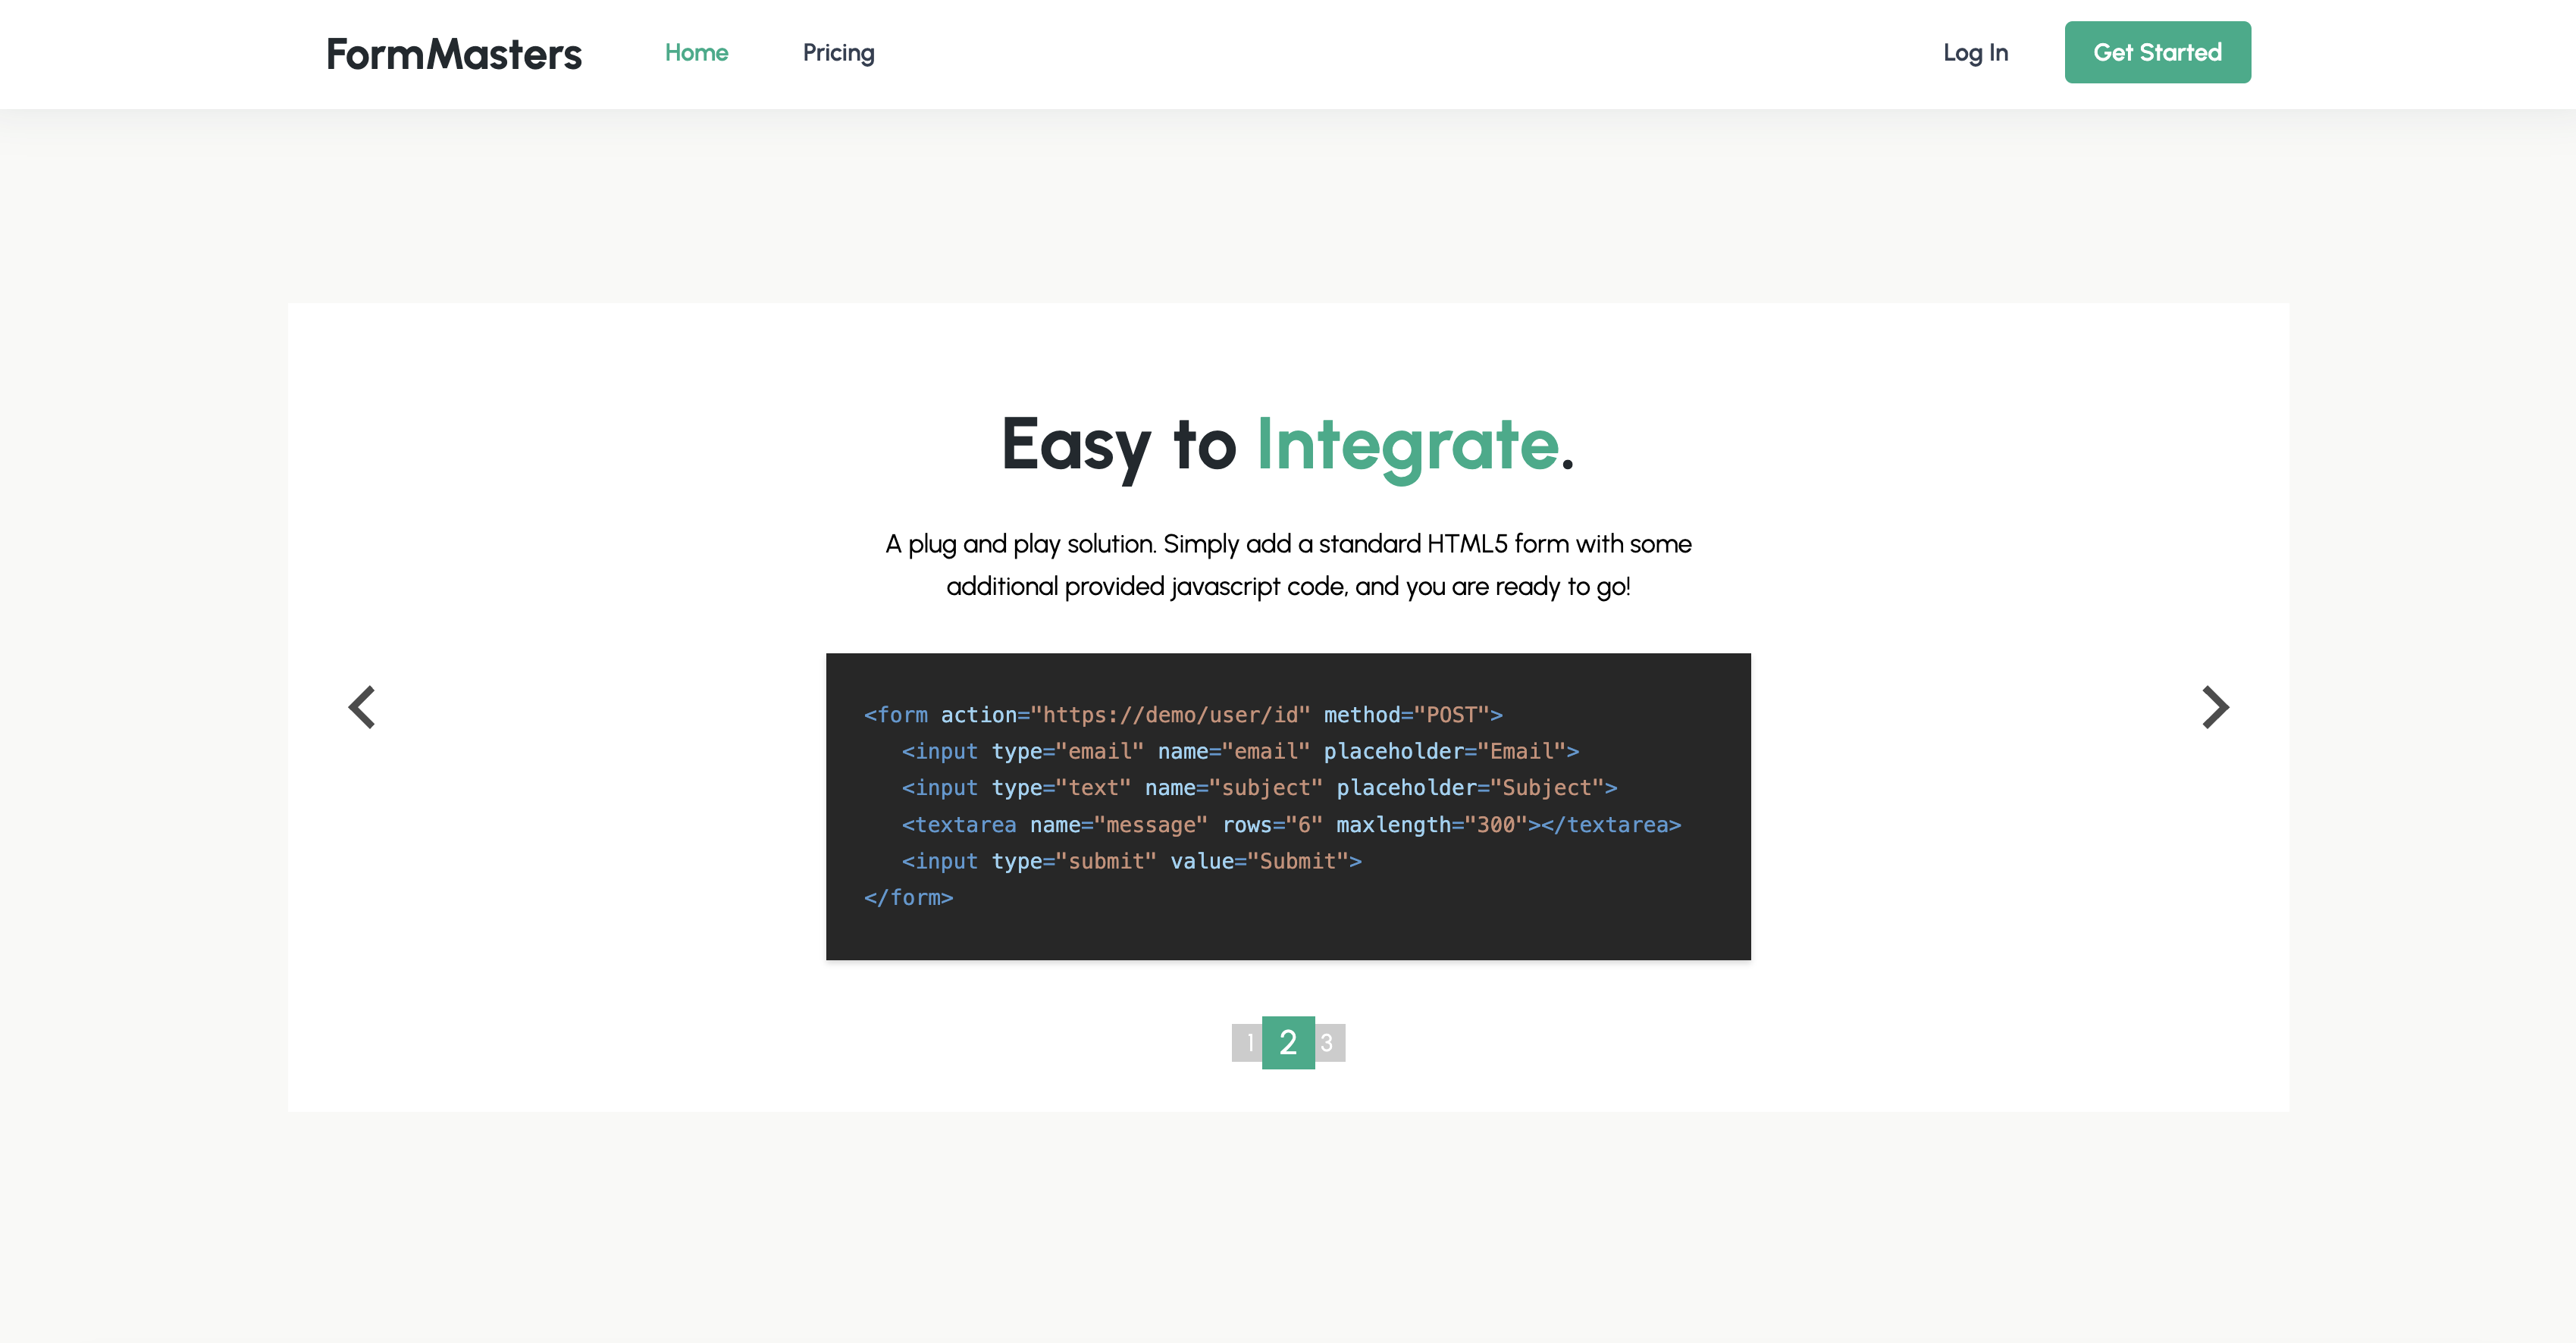 FormMasters
Home
Pricing
Log In
Get Started
Easy to Integrate.
A plug and play solution. Simply add a standard HTML5 form with some
additional provided javascript code, and you are ready to go!
<form action="https://demo/user/id" method="POST">
<input type="email" name="email" placeholder="Email">
<input type="text" name="subject" placeholder="Subject">
<textarea name="message" rows="6" maxlength="300"></textarea>
<input type="submit" value="Submit">
</form>
1 2 3